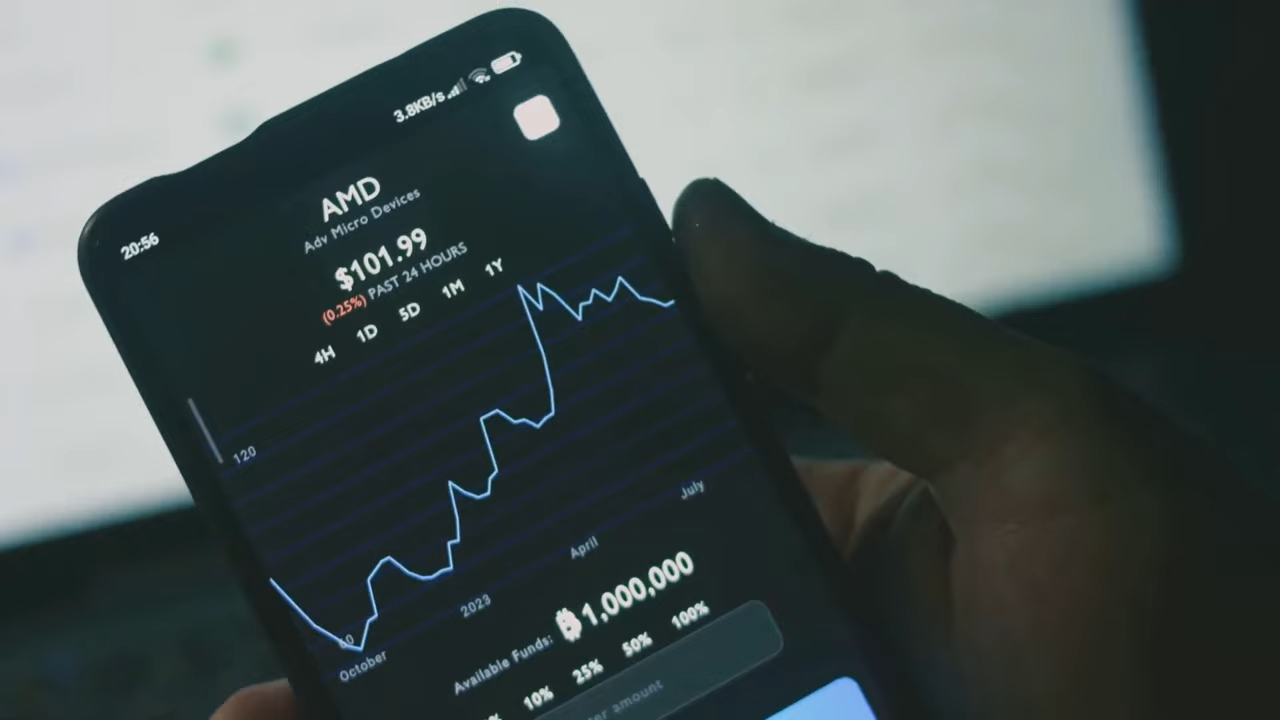 20:56
3.8KB/s
AMD
Adv Micro Devices
$101.99
(0.25%) PAST 24 HOURS
4H 1D 5D 1M 1Y
120
October 2023 April July
Available Funds: ₿1,000,000
10% 25% 50% 100%
amount